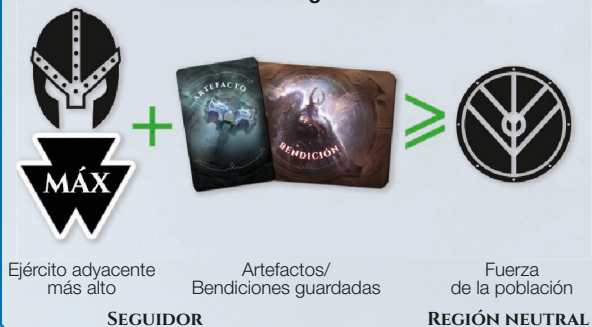 ARTEFACTO
BENDICIÓN
MÁX
Ejército adyacente
más alto
Artefactos/
Bendiciones guardadas
Fuerza
de la población
SEGUIDOR
REGIÓN NEUTRAL